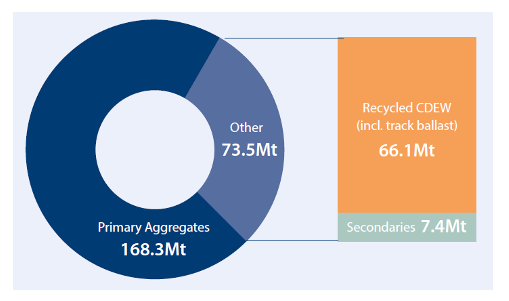 Other
73.5Mt
Primary Aggregates
168.3Mt
Recycled CDEW
(incl. track ballast)
66.1Mt
Secondaries 7.4Mt